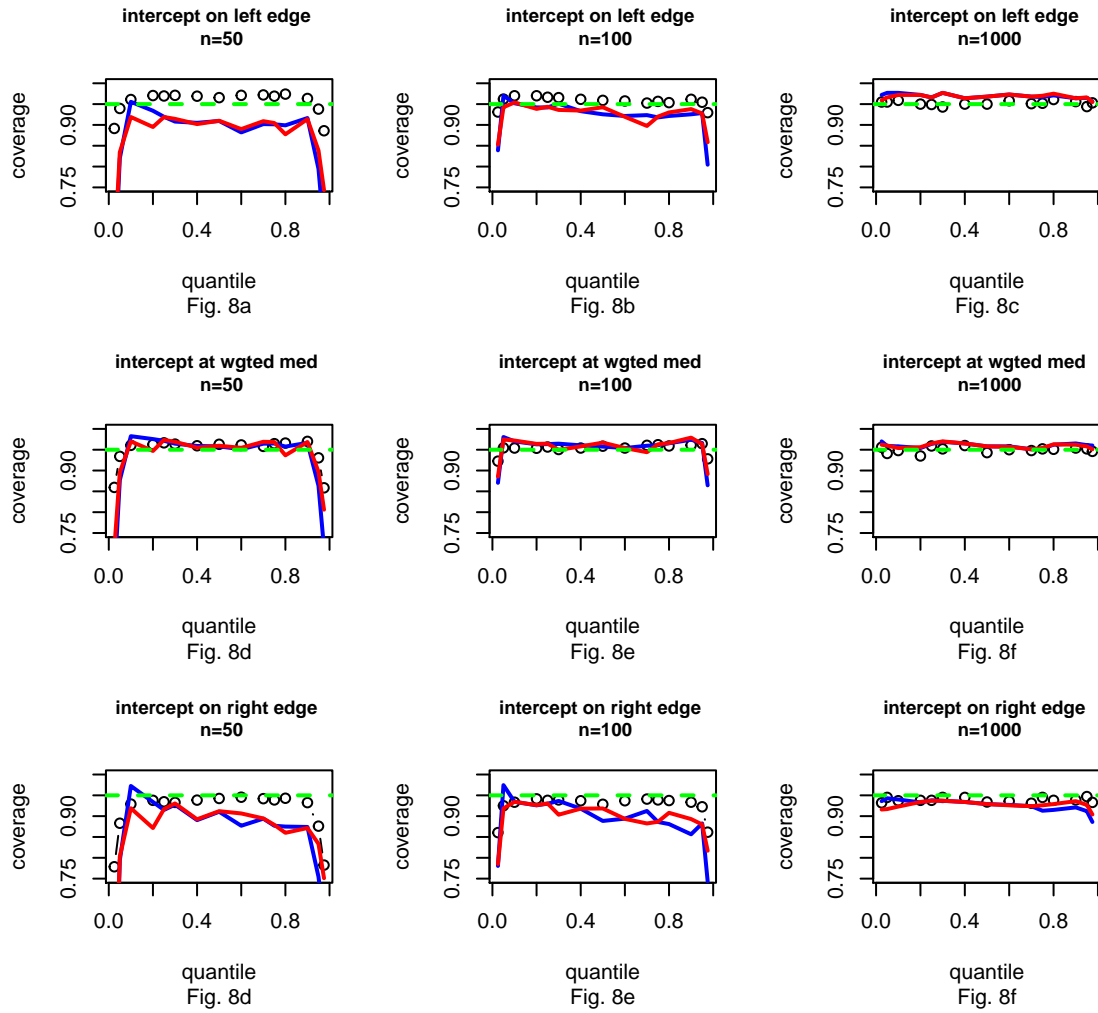 intercept on left edge
n=50
coverage
0.75 0.90
0.0 0.4 0.8
quantile
Fig. 8a
intercept on left edge
n=100
coverage
0.75 0.90
0.0 0.4 0.8
quantile
Fig. 8b
intercept on left edge
n=1000
coverage
0.75 0.90
0.0 0.4 0.8
quantile
Fig. 8c
intercept at wgted med
n=50
coverage
0.75 0.90
0.0 0.4 0.8
quantile
Fig. 8d
intercept at wgted med
n=100
coverage
0.75 0.90
0.0 0.4 0.8
quantile
Fig. 8e
intercept at wgted med
n=1000
coverage
0.75 0.90
0.0 0.4 0.8
quantile
Fig. 8f
intercept on right edge
n=50
coverage
0.75 0.90
0.0 0.4 0.8
quantile
Fig. 8d
intercept on right edge
n=100
coverage
0.75 0.90
0.0 0.4 0.8
quantile
Fig. 8e
intercept on right edge
n=1000
coverage
0.75 0.90
0.0 0.4 0.8
quantile
Fig. 8f